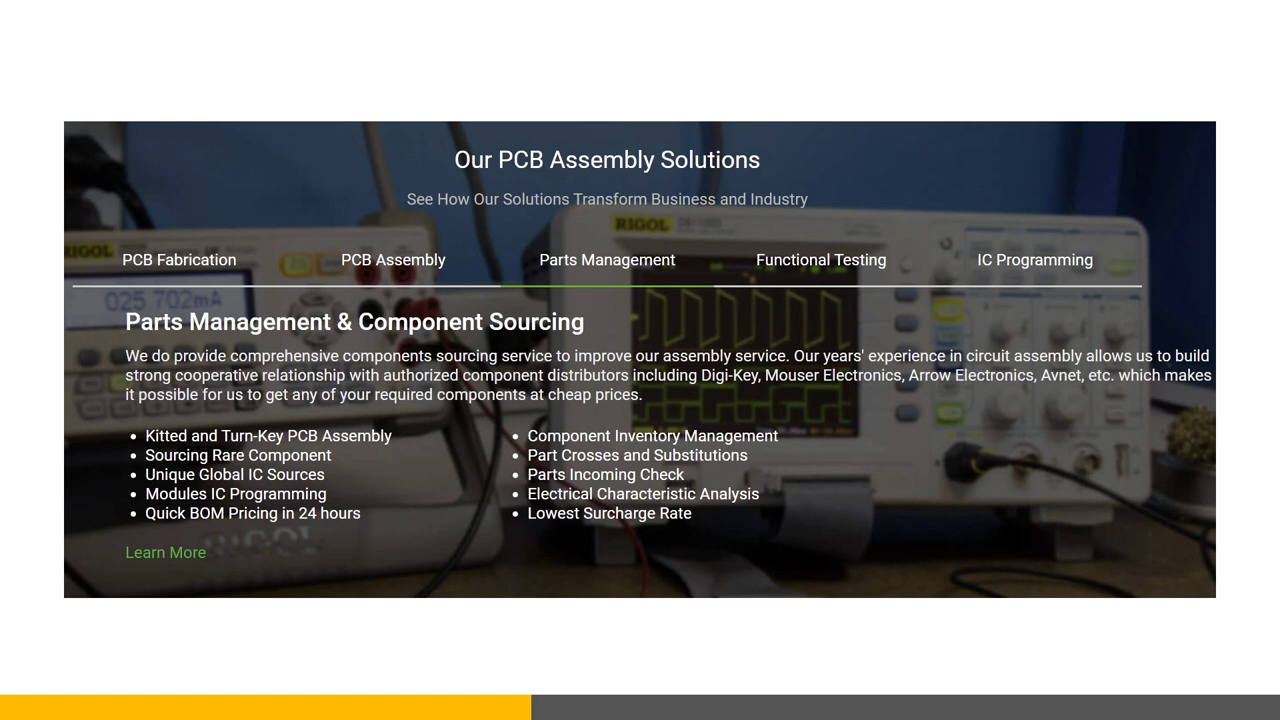 Our PCB Assembly Solutions
See How Our Solutions Transform Business and Industry
RIGOL
RIGOL
PCB Fabrication
PCB Assembly
Parts Management
Functional Testing
IC Programming
025 702mA
Parts Management & Component Sourcing
We do provide comprehensive components sourcing service to improve our assembly service. Our years' experience in circuit assembly allows us to build
strong cooperative relationship with authorized component distributors including Digi-Key, Mouser Electronics, Arrow Electronics, Avnet, etc. which makes
it possible for us to get any of your required components at cheap prices.
Kitted and Turn-Key PCB Assembly
Sourcing Rare Component
Unique Global IC Sources
Modules IC Programming
Quick BOM Pricing in 24 hours
Component Inventory Management
Part Crosses and Substitutions
Parts Incoming Check
Electrical Characteristic Analysis
Lowest Surcharge Rate
RIGOL
Learn More